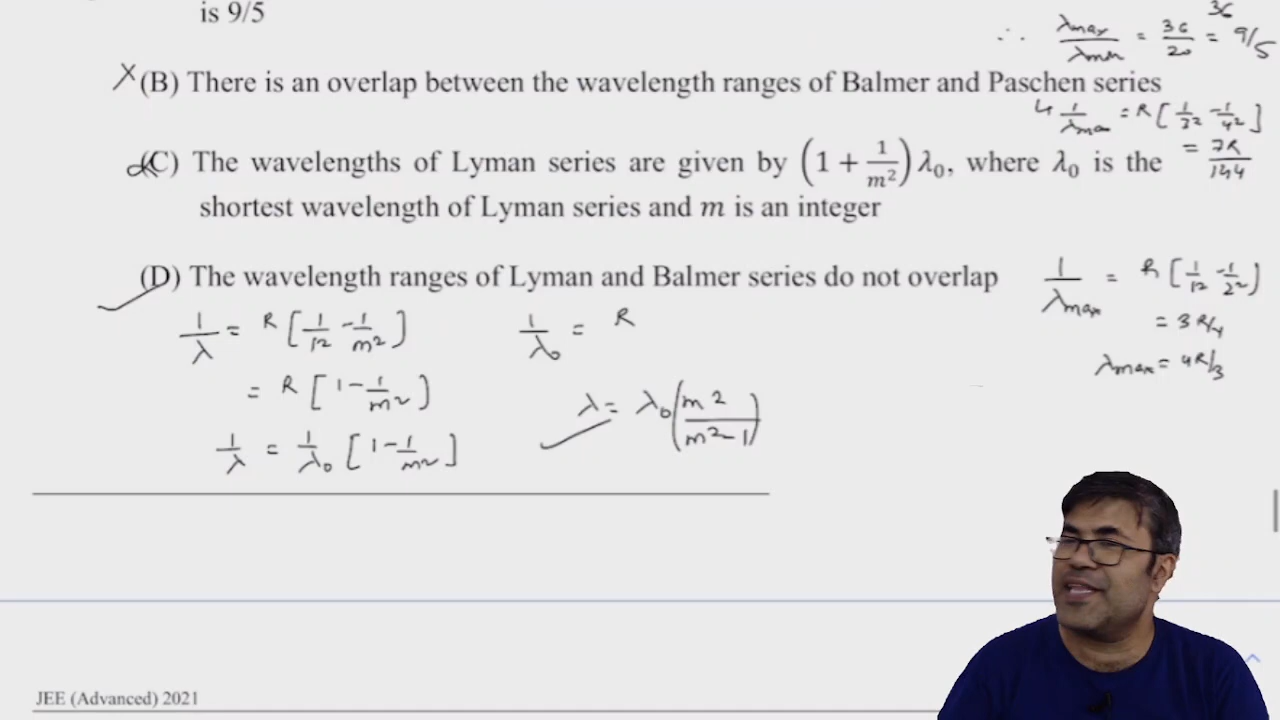 is 9/5
∴ λmax/λmin = 36/20 = 9/5
36
X (B) There is an overlap between the wavelength ranges of Balmer and Paschen series
1/λmax = R[1/3² - 1/4²]
= 7R/144
(C) The wavelengths of Lyman series are given by (1 + 1/m²)λ₀, where λ₀ is the
shortest wavelength of Lyman series and m is an integer
(D) The wavelength ranges of Lyman and Balmer series do not overlap
1/λmax = R[1/1² - 1/2²]
= 3R/4
λmax = 4R/3
1/λ = R[1/1² - 1/m²]
= R[1 - 1/m²]
1/λ = 1/λ₀ [1 - 1/m²]
1/λ₀ = R
λ = λ₀(m²/(m²-1))
JEE (Advanced) 2021